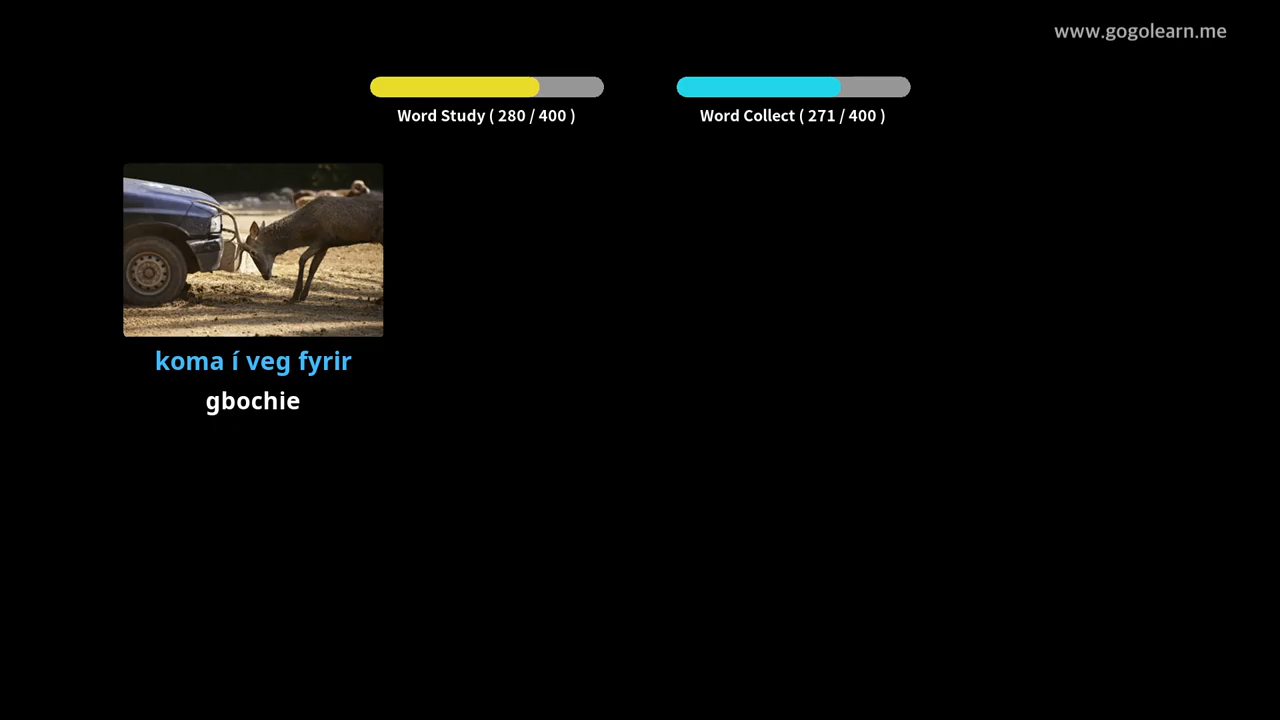 www.gogolearn.me
Word Study ( 280 / 400 )
Word Collect ( 271 / 400 )
koma í veg fyrir
gbochie